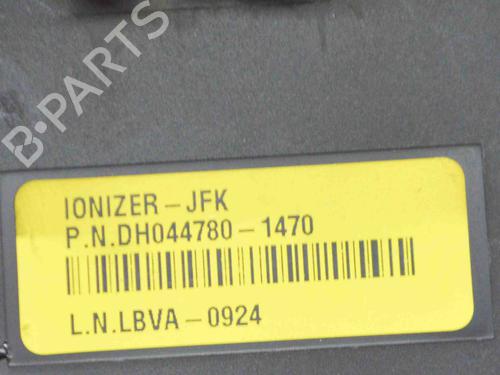 B-PARTS
IONIZER-JFK
P.N.DH044780-1470
L.N.LBVA-0924